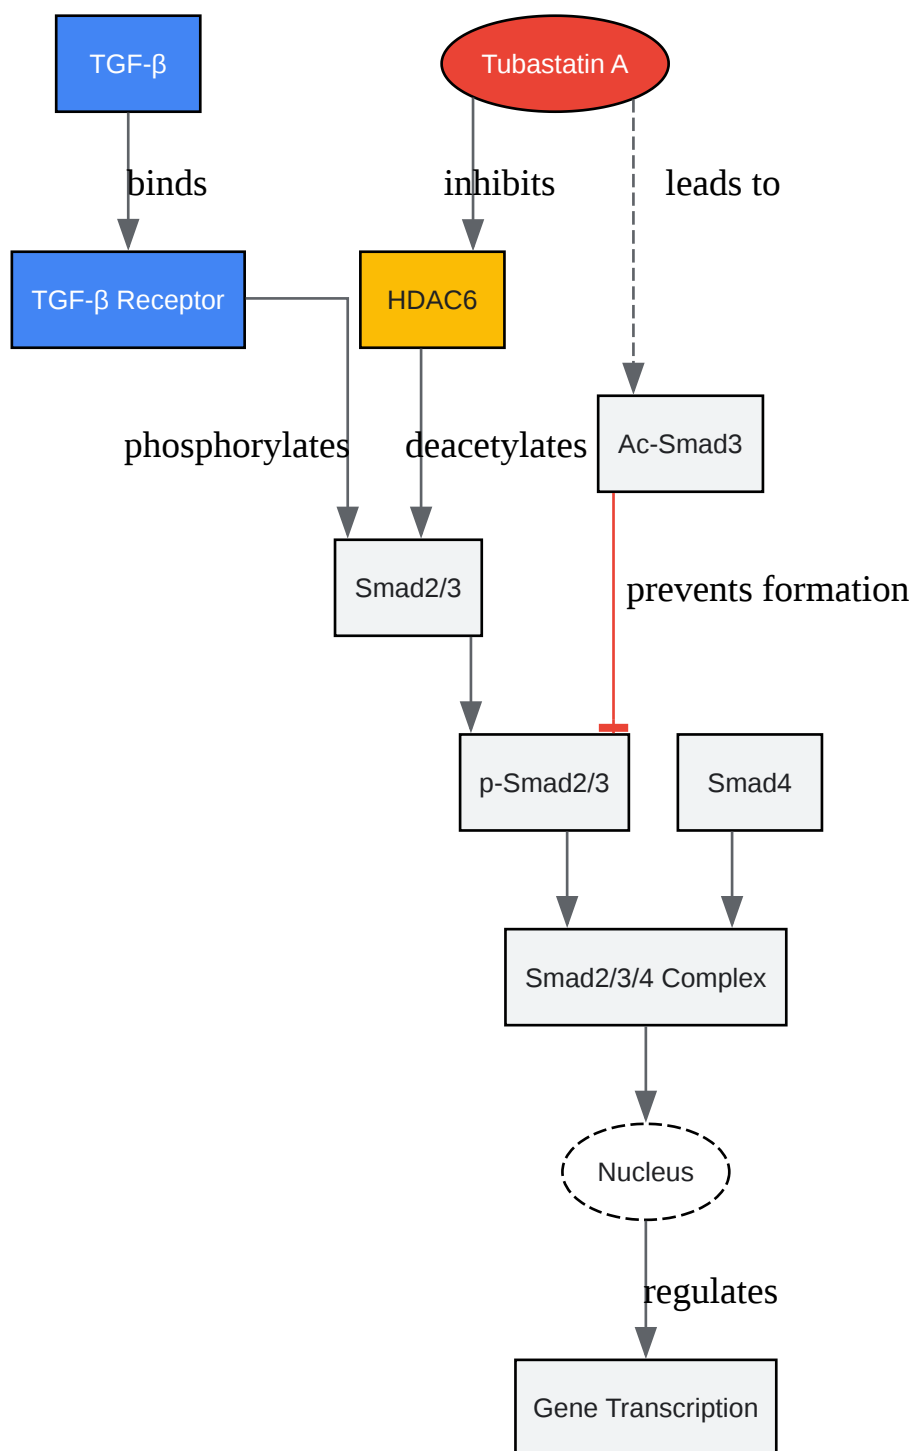 TGF-β
Tubastatin A
binds
inhibits
leads to
TGF-β Receptor
HDAC6
phosphorylates
deacetylates
Ac-Smad3
Smad2/3
prevents formation
p-Smad2/3
Smad4
Smad2/3/4 Complex
Nucleus
regulates
Gene Transcription